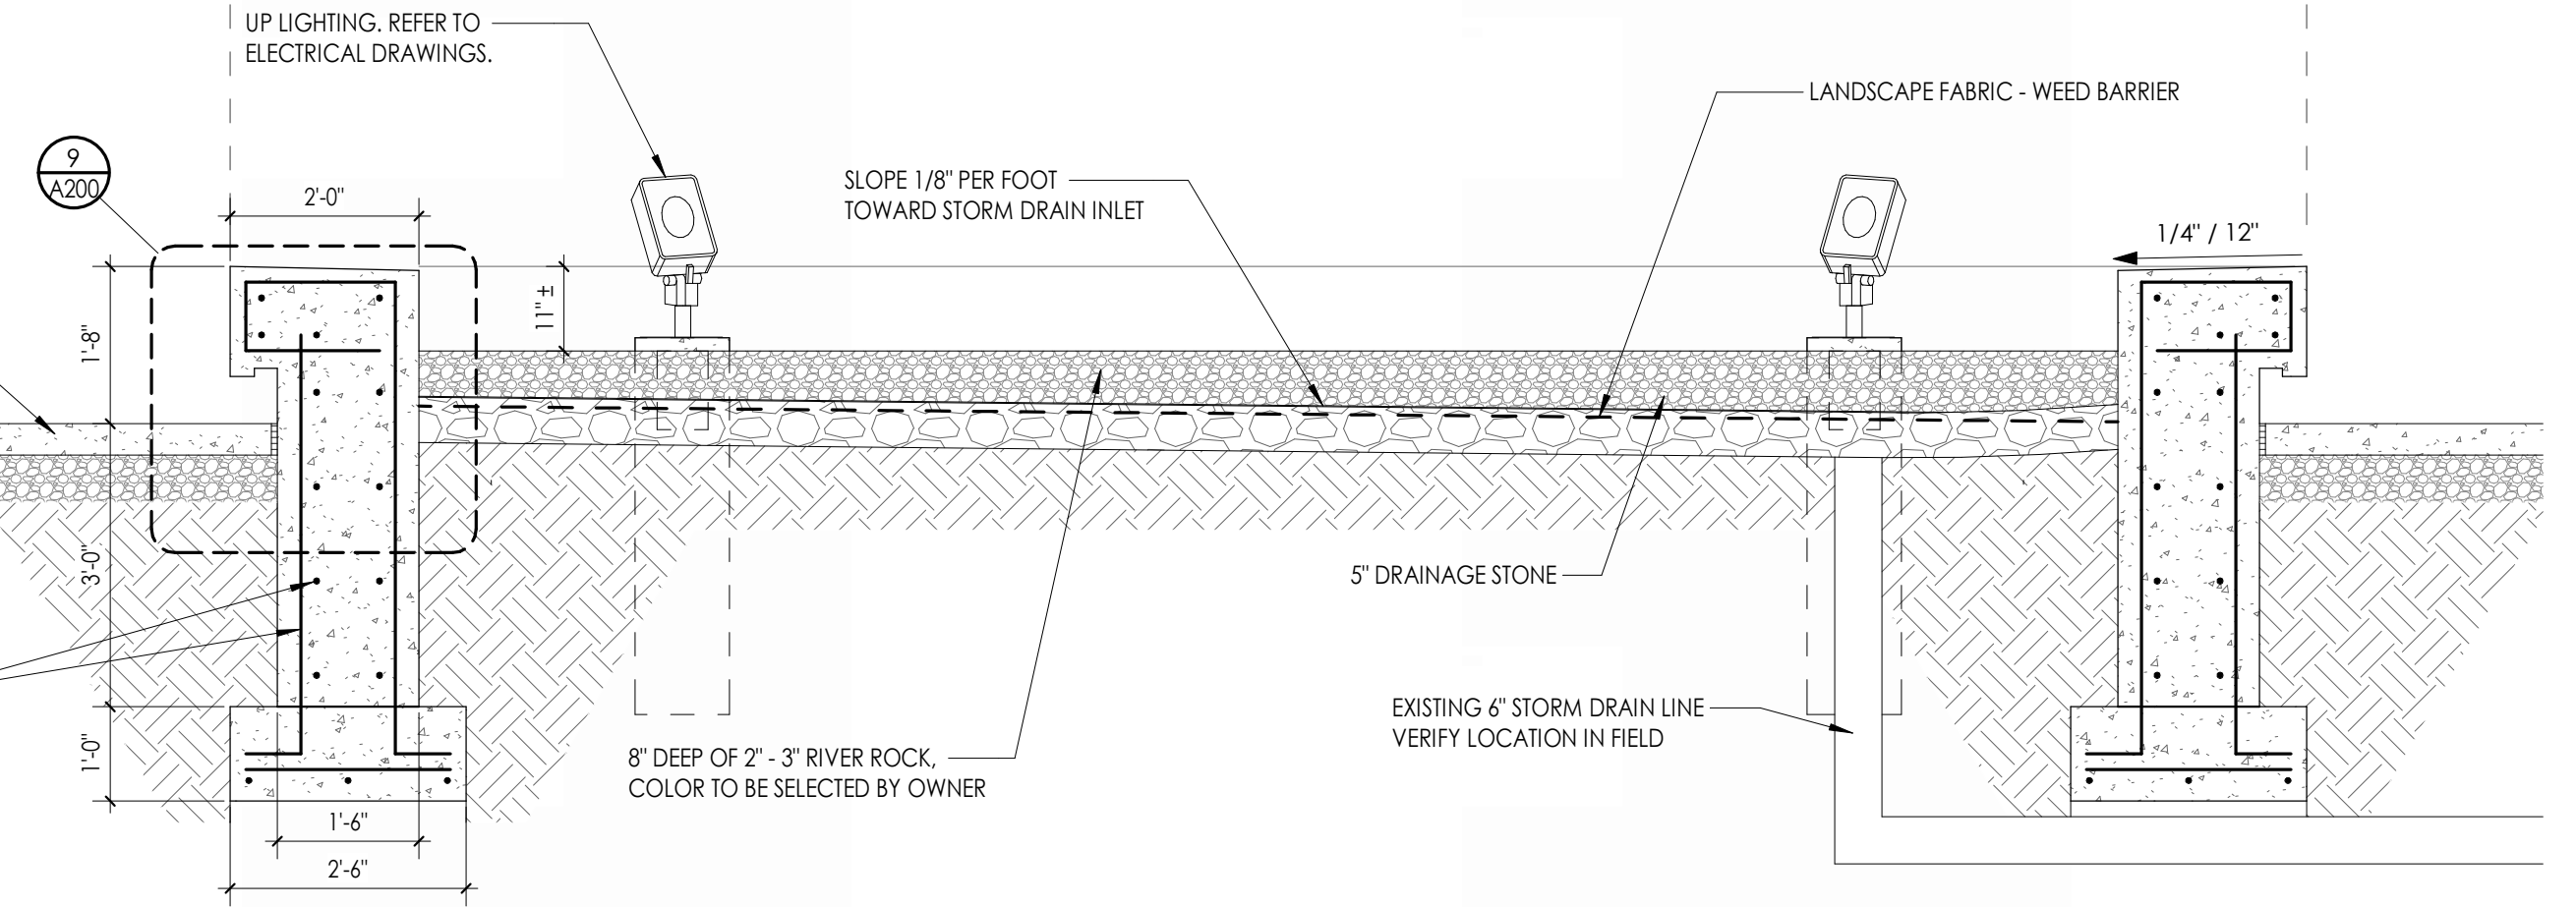 UP LIGHTING. REFER TO
ELECTRICAL DRAWINGS.
LANDSCAPE FABRIC - WEED BARRIER
9
A200
2'-0"
SLOPE 1/8" PER FOOT
TOWARD STORM DRAIN INLET
1/4" / 12"
11" ±
1'-8"
3'-0"
1'-0"
5" DRAINAGE STONE
EXISTING 6" STORM DRAIN LINE
VERIFY LOCATION IN FIELD
8" DEEP OF 2" - 3" RIVER ROCK,
COLOR TO BE SELECTED BY OWNER
1'-6"
2'-6"